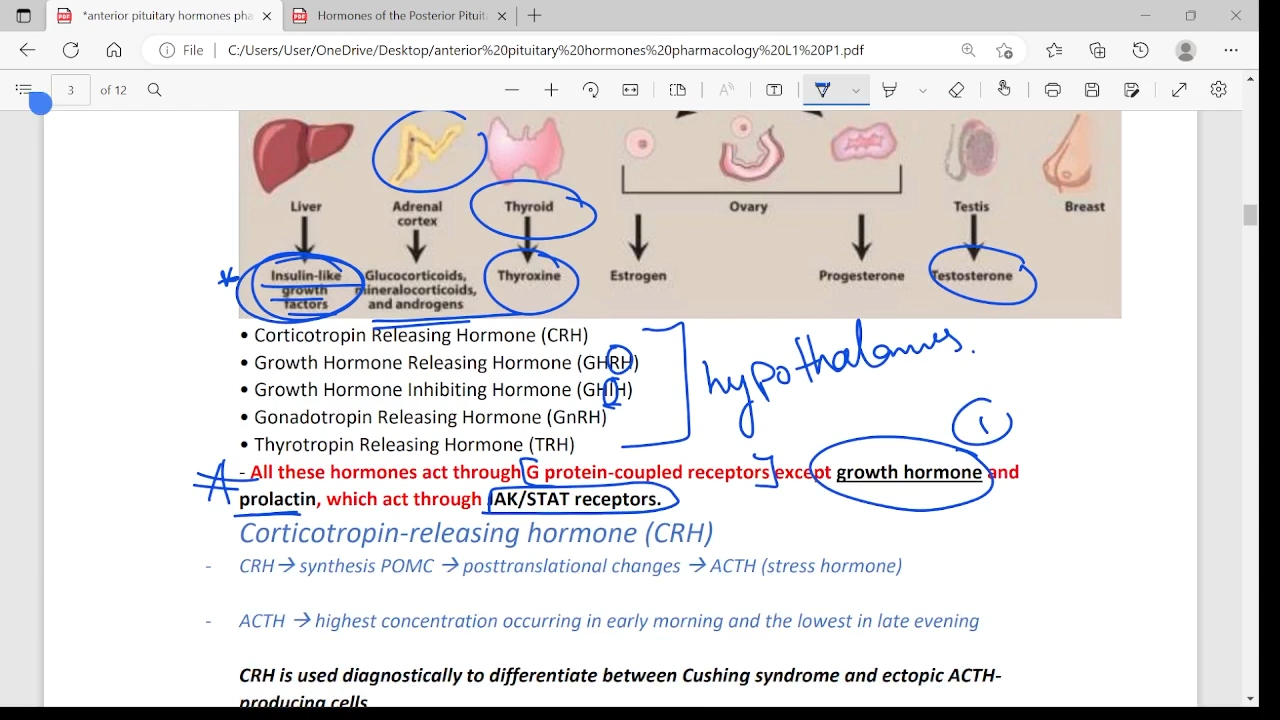 *anterior pituitary hormones pha
Hormones of the Posterior Pituit
File
C:/Users/User/OneDrive/Desktop/anterior%20pituitary%20hormones%20pharmacology%20L1%20P1.pdf
3 of 12
Liver
Adrenal
cortex
Thyroid
Ovary
Testis
Breast
Insulin-like
growth
factors
Glucocorticoids,
mineralocorticoids,
and androgens
Thyroxine
Estrogen
Progesterone
Testosterone
• Corticotropin Releasing Hormone (CRH)
• Growth Hormone Releasing Hormone (GHRH)
• Growth Hormone Inhibiting Hormone (GHIH)
• Gonadotropin Releasing Hormone (GnRH)
• Thyrotropin Releasing Hormone (TRH)
hypothalamus.
1
- All these hormones act through G protein-coupled receptors except growth hormone and
prolactin, which act through JAK/STAT receptors.
Corticotropin-releasing hormone (CRH)
- CRH → synthesis POMC → posttranslational changes → ACTH (stress hormone)
- ACTH → highest concentration occurring in early morning and the lowest in late evening
CRH is used diagnostically to differentiate between Cushing syndrome and ectopic ACTH-
producing cells